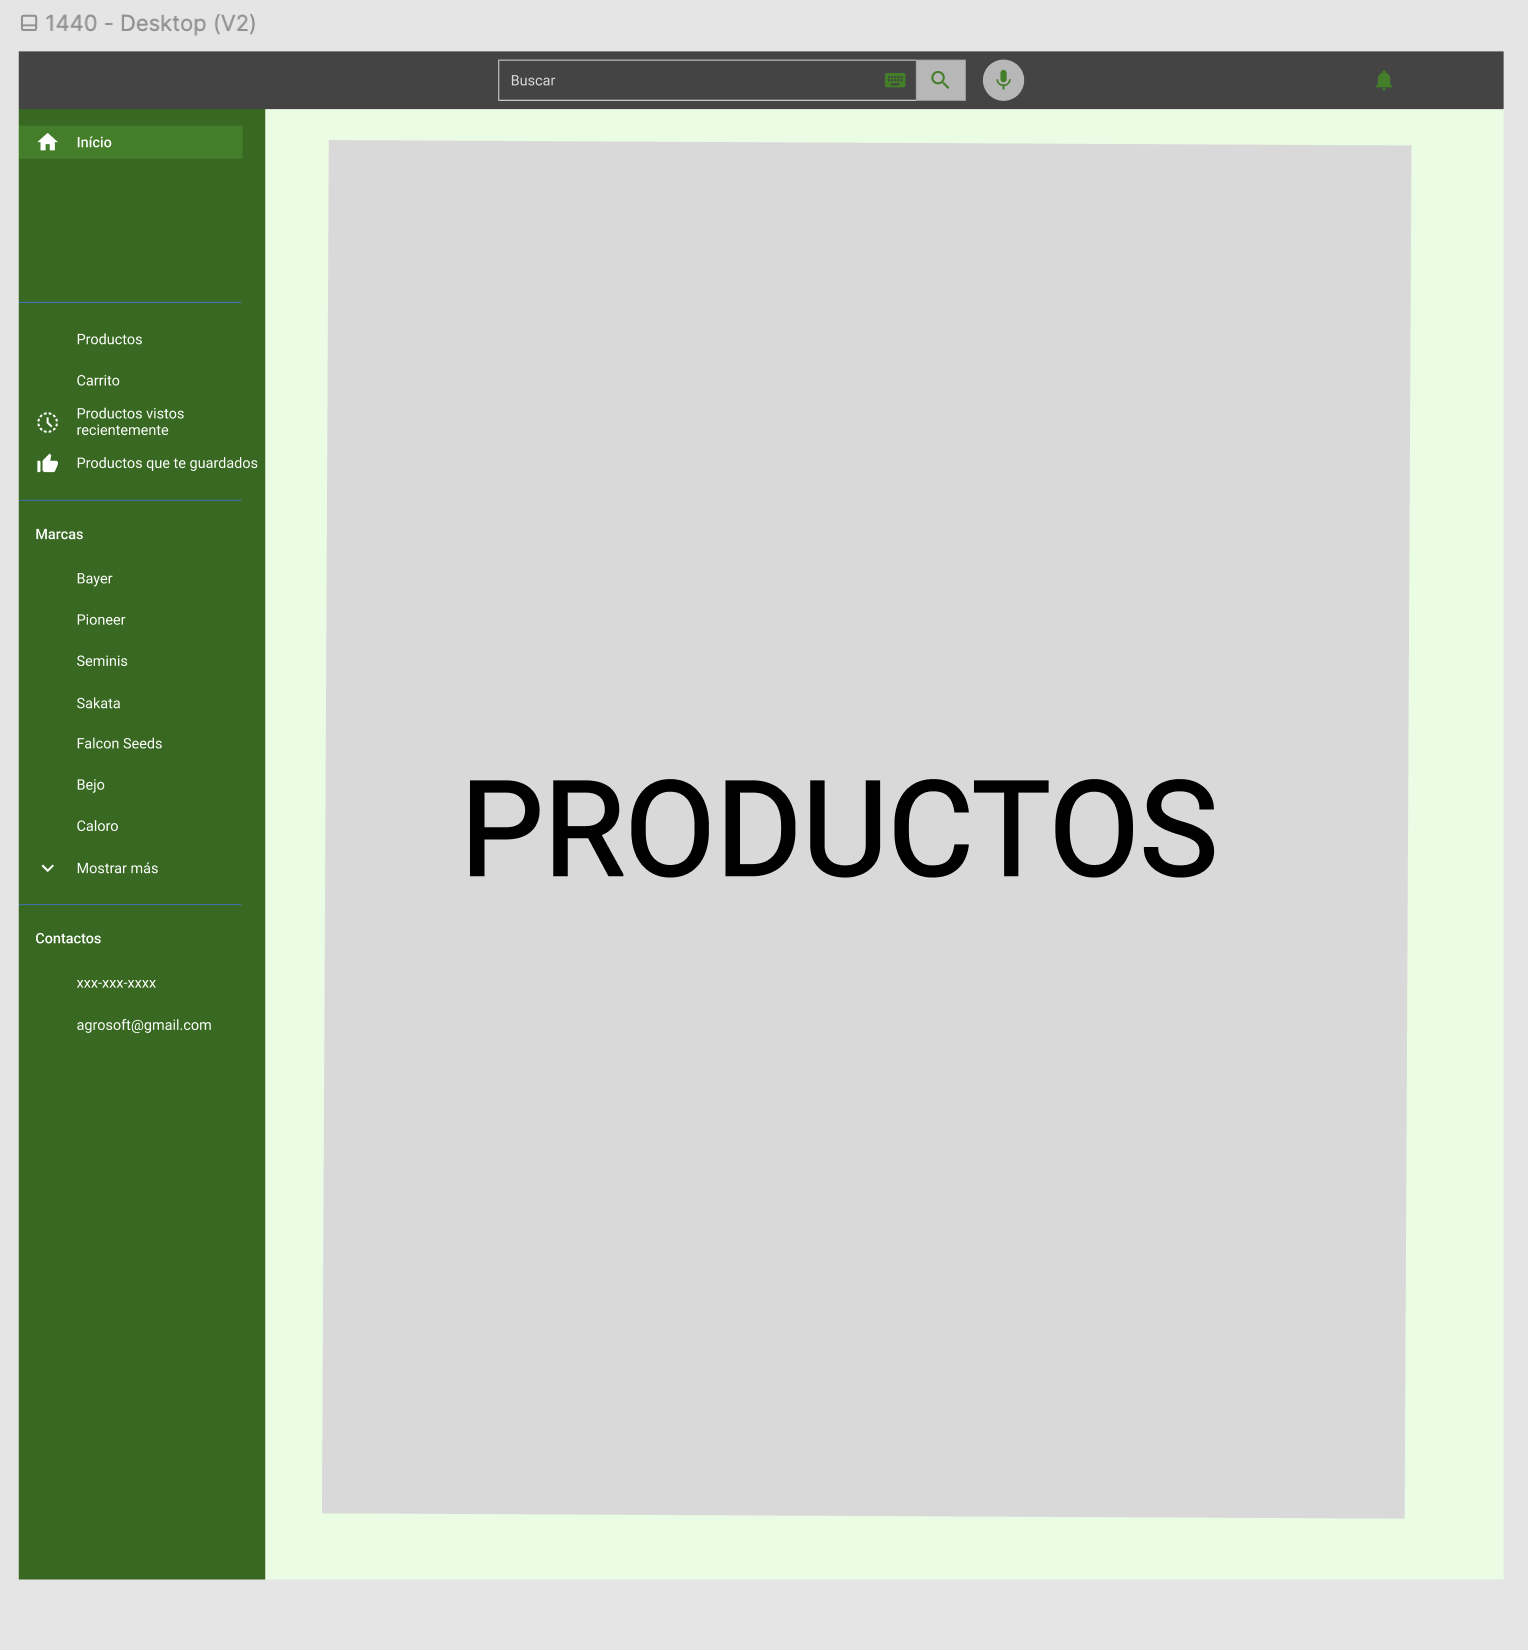 1440 - Desktop (V2)
Buscar
Início
Productos
Carrito
Productos vistos
recientemente
Productos que te guardados
Marcas
Bayer
Pioneer
Seminis
Sakata
Falcon Seeds
Bejo
Caloro
Mostrar más
Contactos
xxx-xxx-xxxx
agrosoft@gmail.com
PRODUCTOS